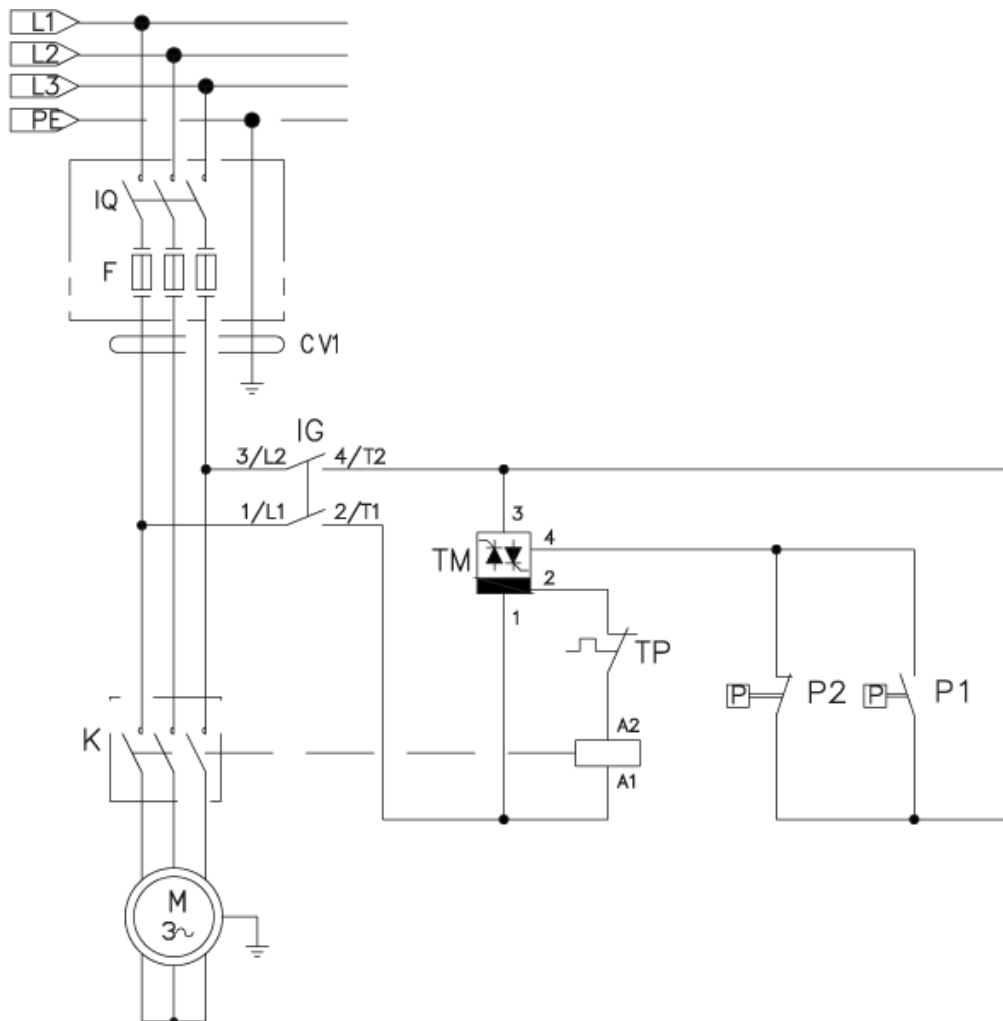 L1
L2
L3
PE
IQ
F
CV1
IG
3/L2 4/T2
1/L1 2/T1
3
4
TM
2
1
TP
P P2 P P1
A2
K
A1
M
3~